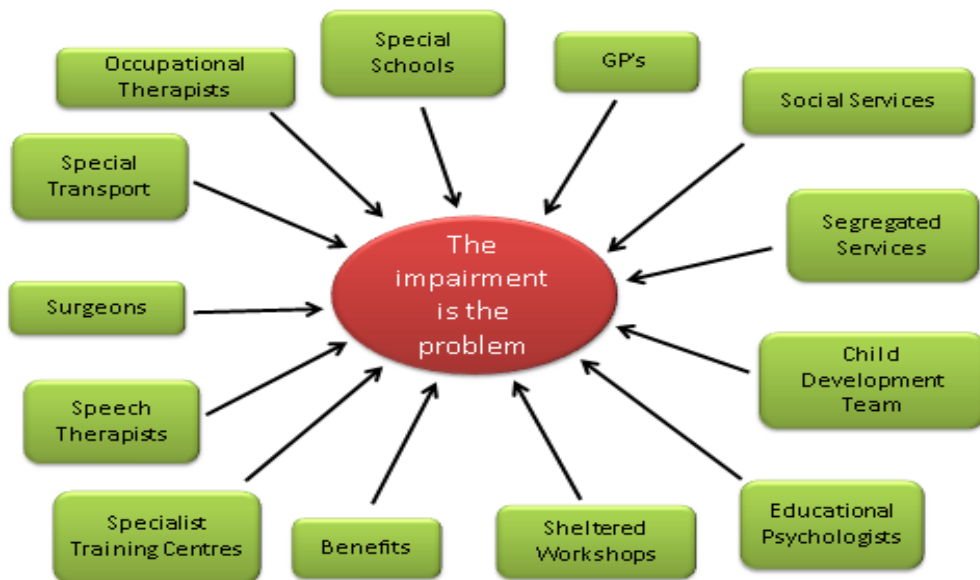 Occupational
Therapists
Special
Schools
GP's
Social Services
Special
Transport
Segregated
Services
The
impairment
is the
problem
Surgeons
Child
Development
Team
Speech
Therapists
Specialist
Training Centres
Benefits
Sheltered
Workshops
Educational
Psychologists